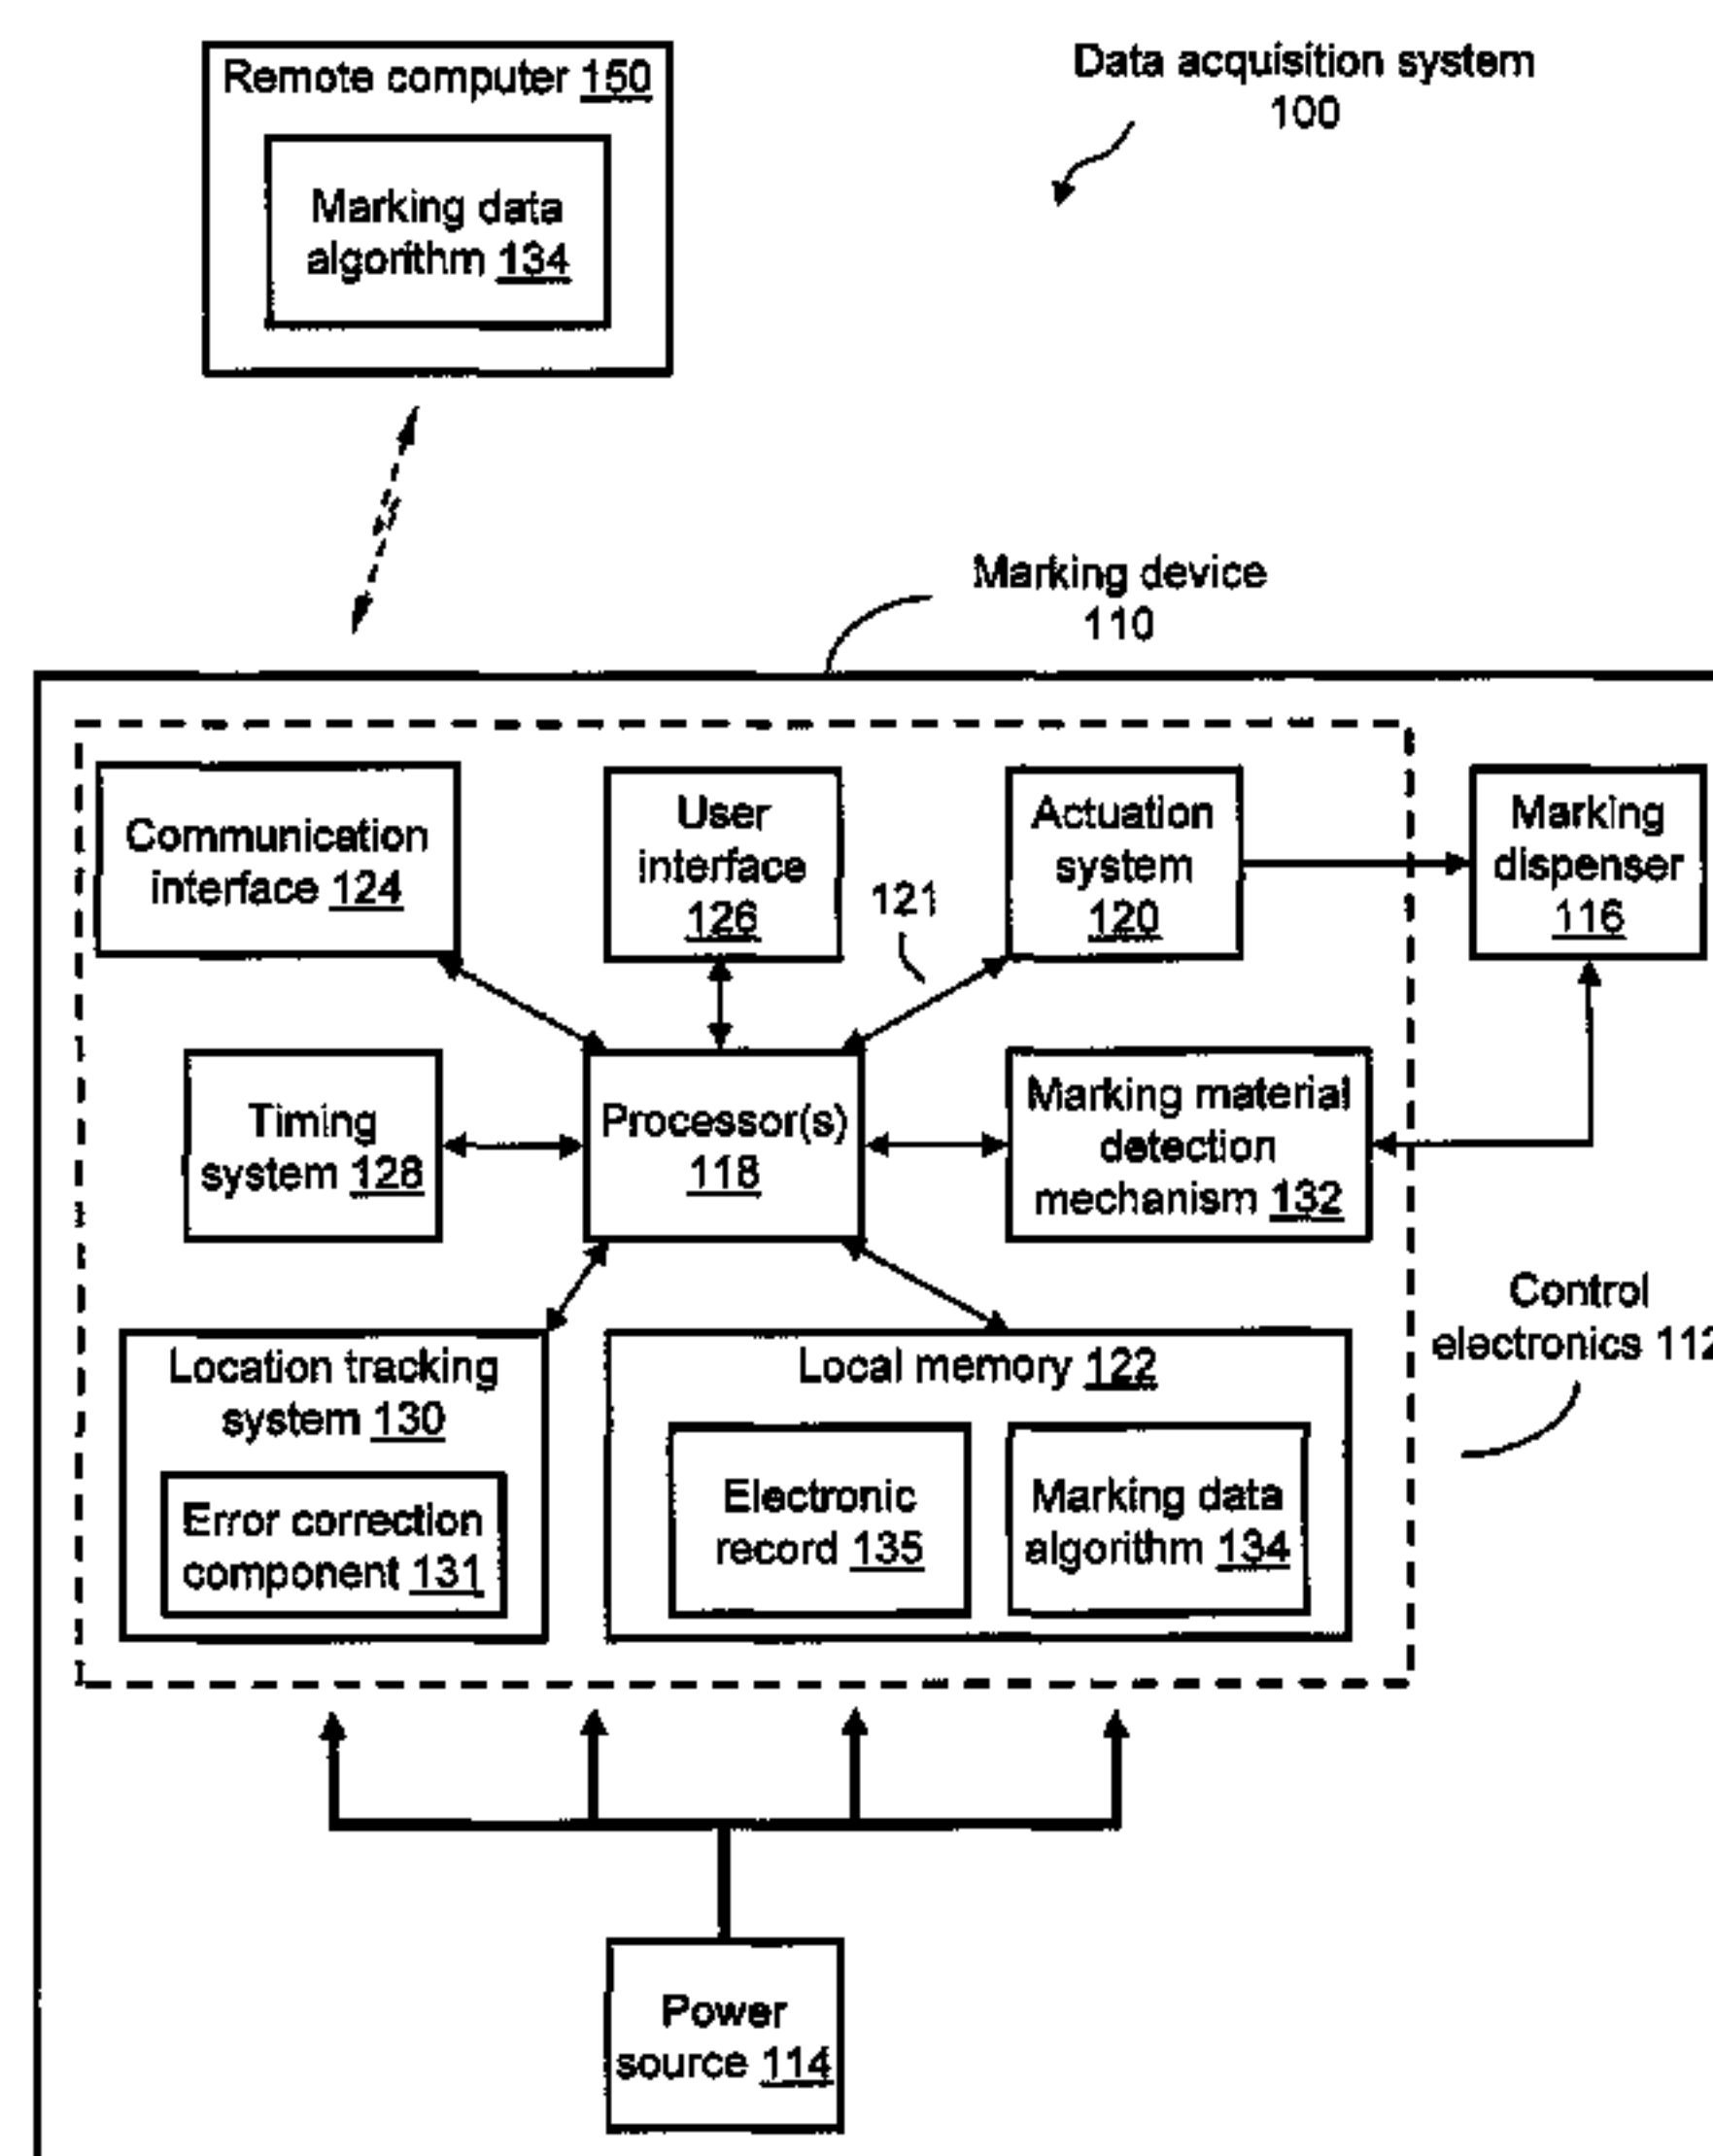 Remote computer 150
Marking data
algorithm 134
Data acquisition system
100
Marking device
110
Communication
interface 124
User
interface
126
121
Actuation
system
120
Marking
dispenser
116
Timing
system 128
Processor(s)
118
Marking material
detection
mechanism 132
Control
electronics 112
Location tracking
system 130
Error correction
component 131
Local memory 122
Electronic
record 135
Marking data
algorithm 134
Power
source 114